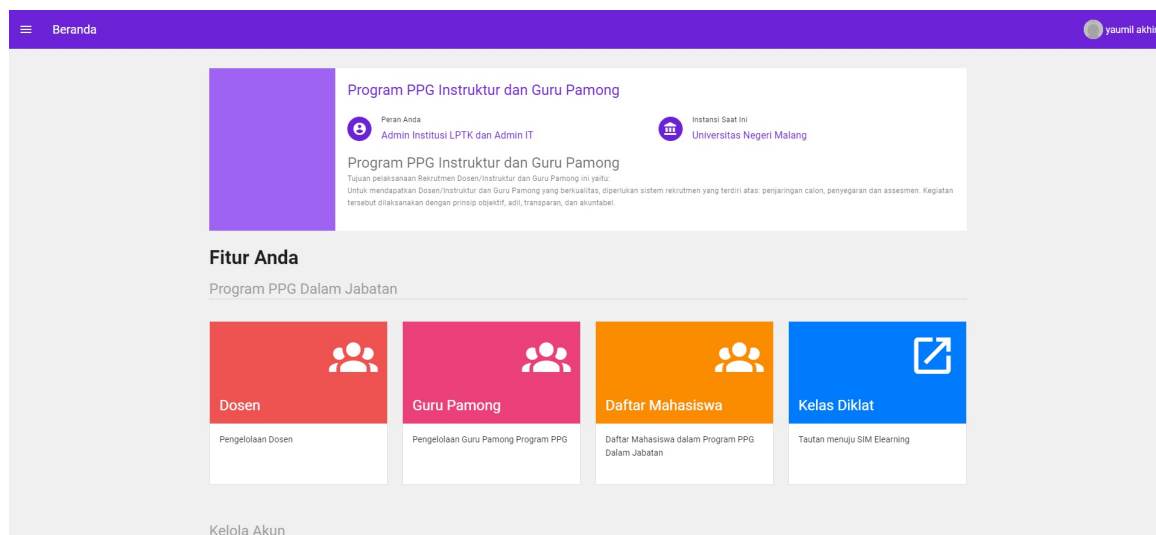 Beranda
yaumil akhir
Program PPG Instruktur dan Guru Pamong
Peran Anda
Admin Institusi LPTK dan Admin IT
Instansi Saat Ini
Universitas Negeri Malang
Program PPG Instruktur dan Guru Pamong
Tujuan pelaksanaan Rekrutmen Dosen/Instruktur dan Guru Pamong ini yaitu:
Untuk mendapatkan Dosen/Instruktur dan Guru Pamong yang berkualitas, diperlukan sistem rekrutmen yang terdiri atas: penjaringan calon, penyegaran dan assesmen. Kegiatan
tersebut dilaksanakan dengan prinsip objektif, adil, transparan, dan akuntabel.
Fitur Anda
Program PPG Dalam Jabatan
Dosen
Pengelolaan Dosen
Guru Pamong
Pengelolaan Guru Pamong Program PPG
Daftar Mahasiswa
Daftar Mahasiswa dalam Program PPG
Dalam Jabatan
Kelas Diklat
Tautan menuju SIM Elearning
Kelola Akun